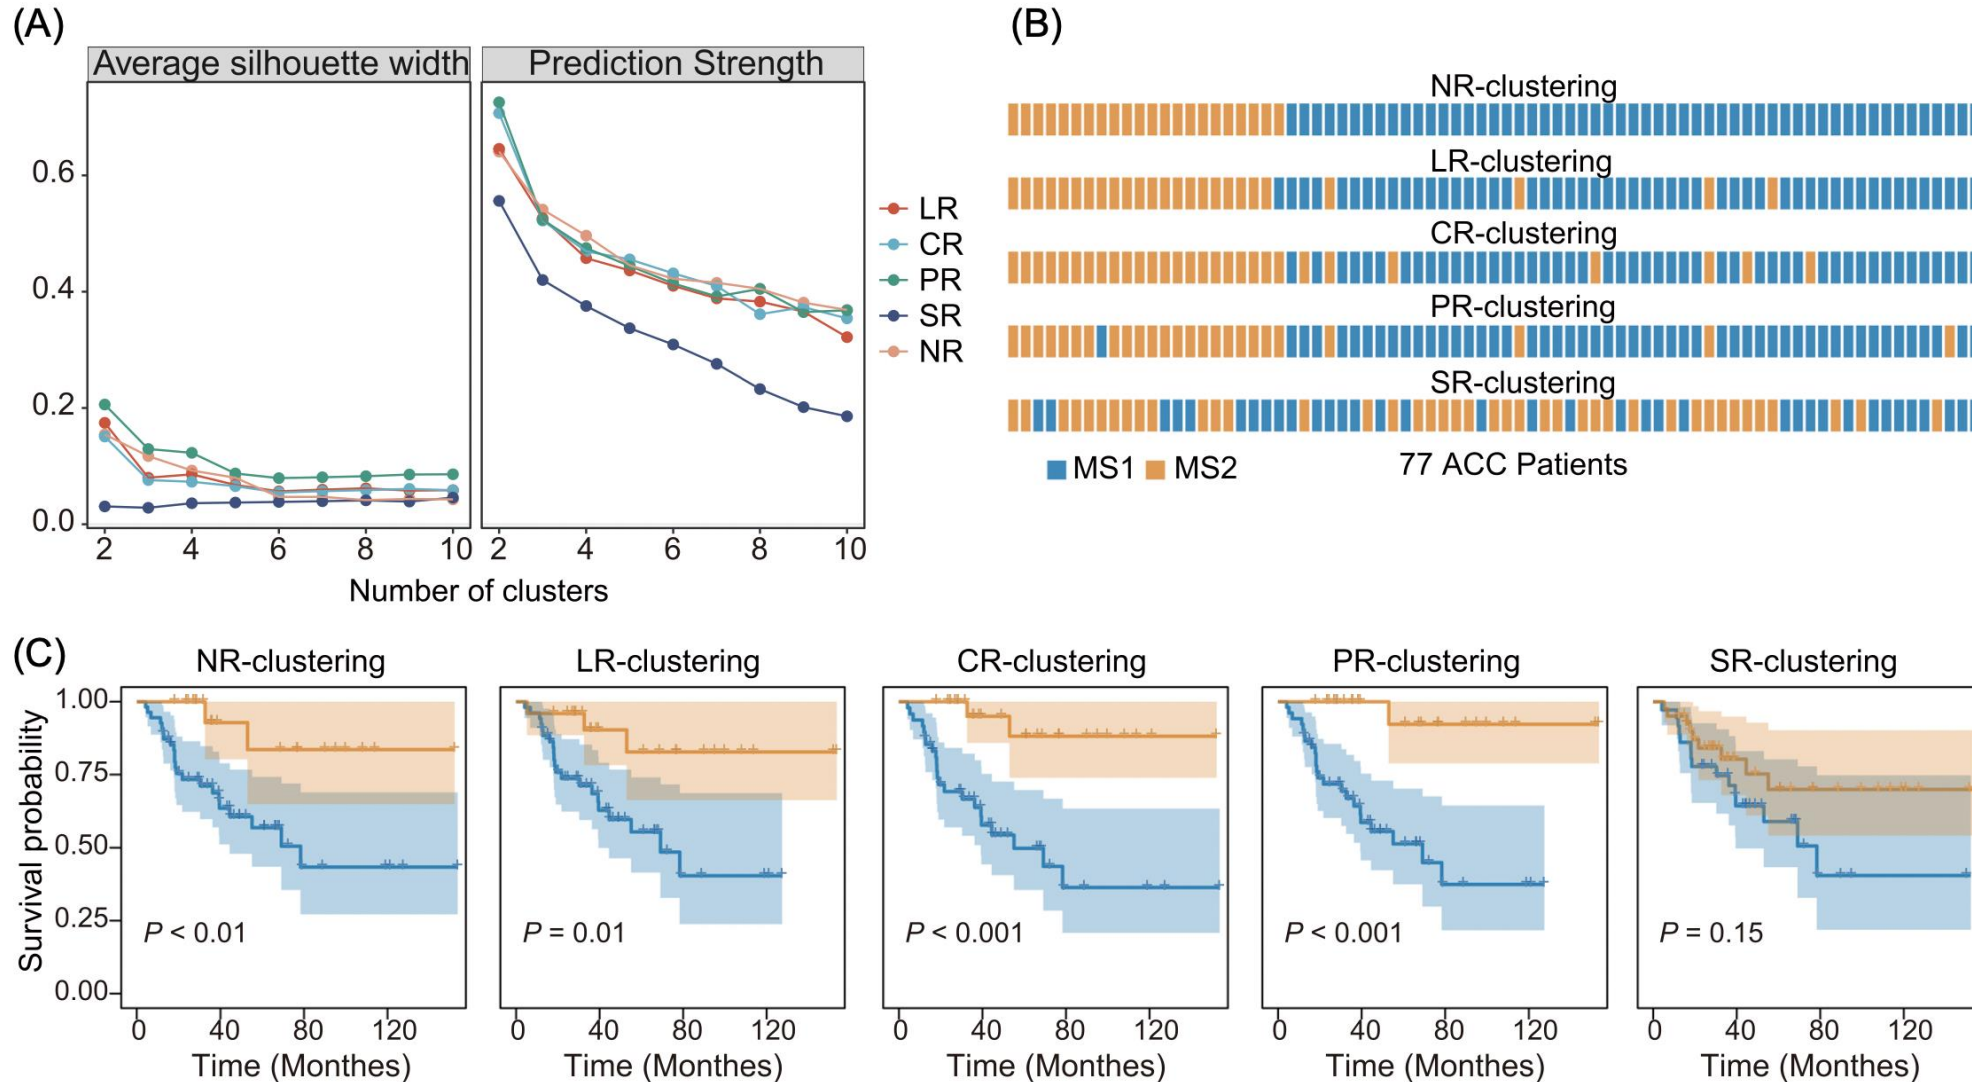 (A)
Average silhouette width
Prediction Strength
0.6
0.4
0.2
0.0
2 4 6 8 10
2 4 6 8 10
Number of clusters
LR
CR
PR
SR
NR
(B)
NR-clustering
LR-clustering
CR-clustering
PR-clustering
SR-clustering
MS1 MS2
77 ACC Patients
(C)
Survival probability
1.00
0.75
0.50
0.25
0.00
NR-clustering
P < 0.01
0 40 80 120
Time (Monthes)
LR-clustering
P = 0.01
0 40 80 120
Time (Monthes)
CR-clustering
P < 0.001
0 40 80 120
Time (Monthes)
PR-clustering
P < 0.001
0 40 80 120
Time (Monthes)
SR-clustering
P = 0.15
0 40 80 120
Time (Monthes)